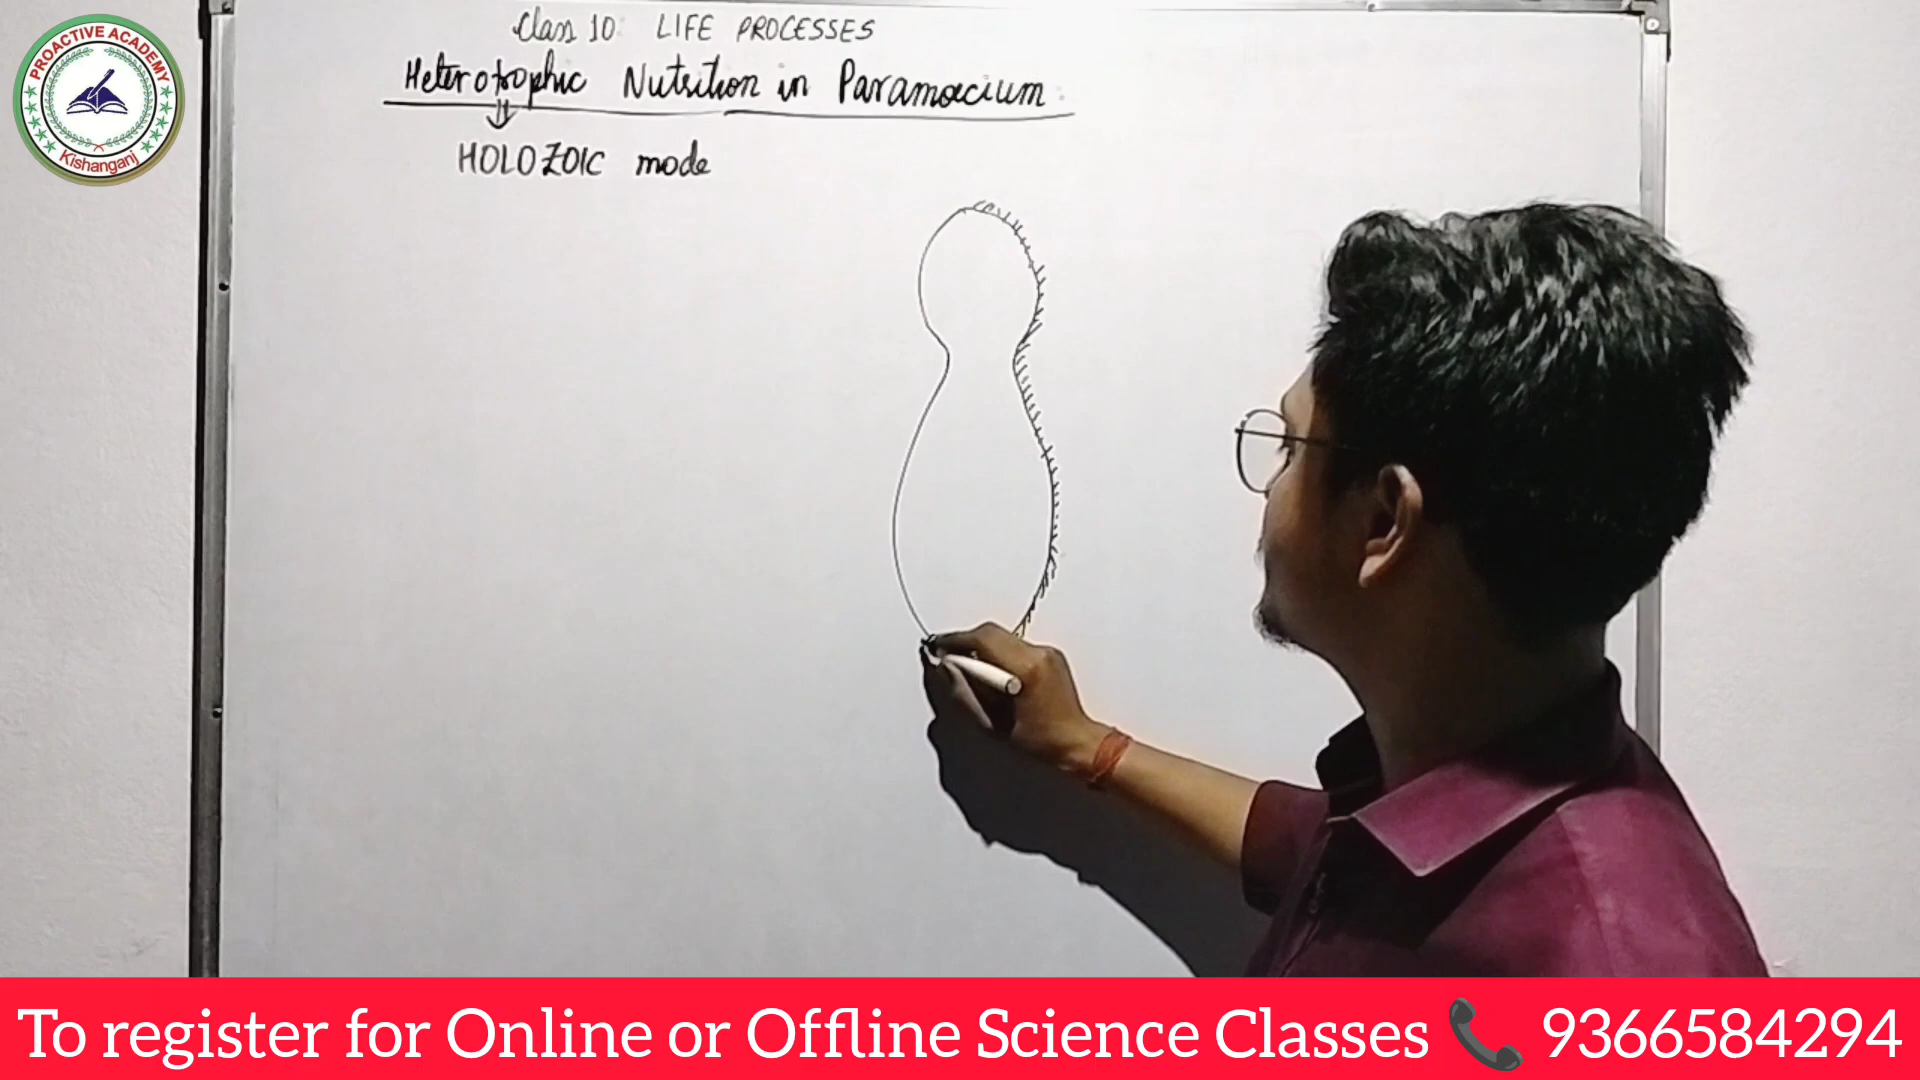 PROACTIVE ACADEMY
Kishanganj
Class 10: LIFE PROCESSES
Heterotrophic Nutrition in Paramoecium:
HOLOZOIC mode
To register for Online or Offline Science Classes 📞 9366584294